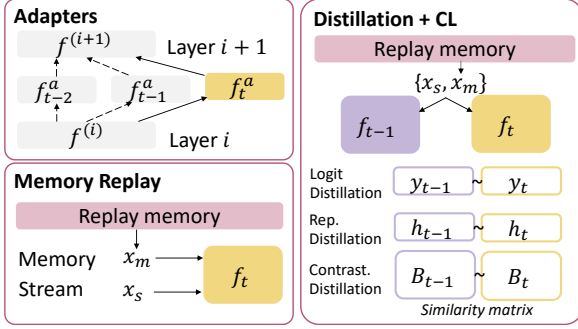 Adapters
f^{(i+1)} Layer i + 1
f^a_{t-2} f^a_{t-1} f^a_t
f^{(i)} Layer i
Memory Replay
Replay memory
Memory x_m
f_t
Stream x_s
Distillation + CL
Replay memory
{x_s, x_m}
f_{t-1} f_t
Logit
Distillation y_{t-1} ~ y_t
Rep.
Distillation h_{t-1} ~ h_t
Contrast.
Distillation B_{t-1} ~ B_t
Similarity matrix